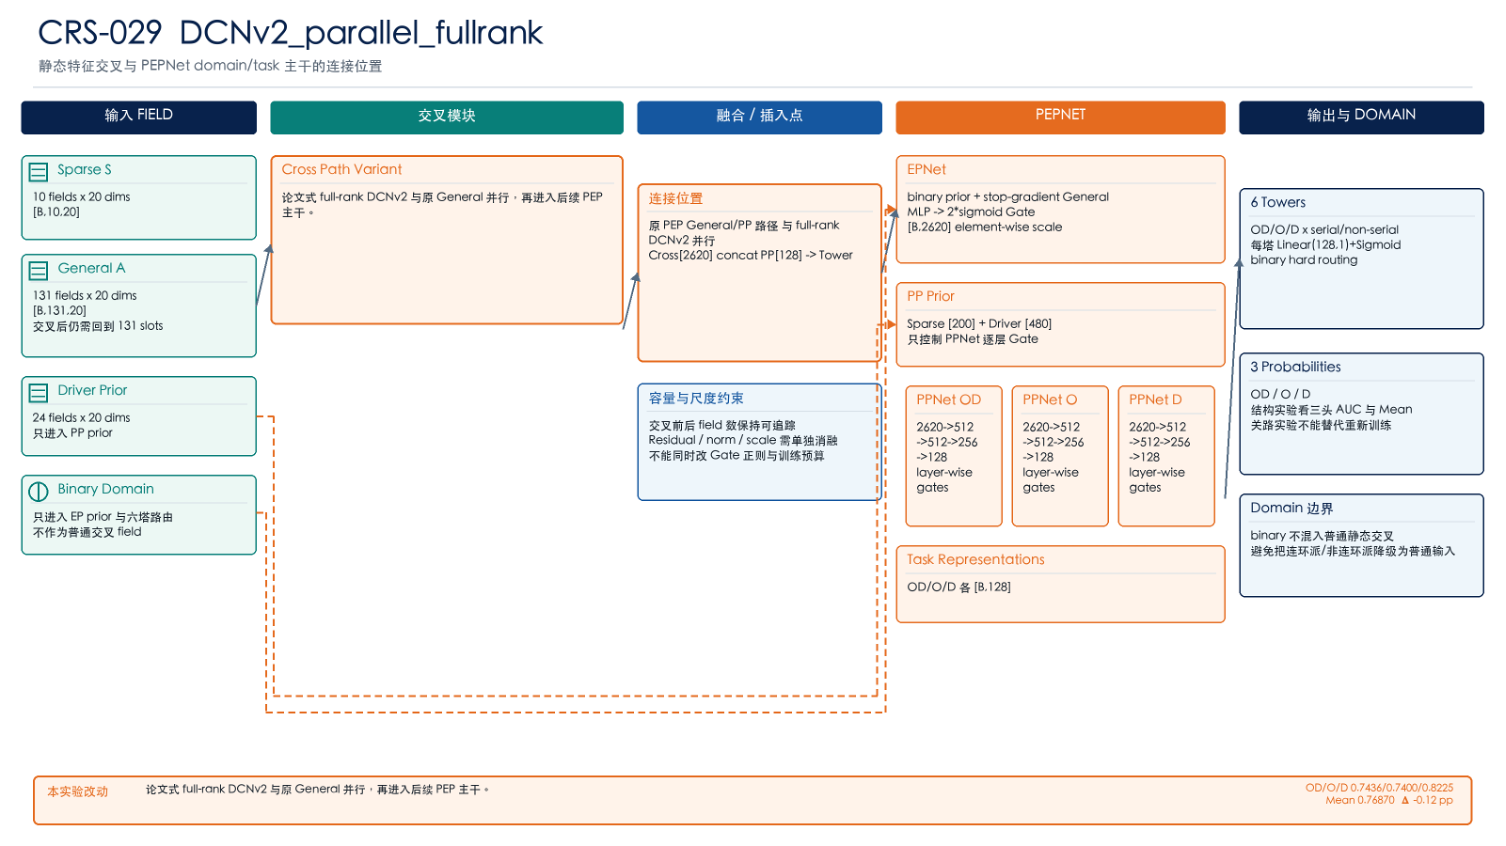 CRS-029 DCNv2_parallel_fullrank
静态特征交叉与 PEPNet domain/task 主干的连接位置
输入 FIELD
交叉模块
融合 / 插入点
PEPNET
输出与 DOMAIN
Sparse S
10 fields x 20 dims
[B,10,20]
General A
131 fields x 20 dims
[B,131,20]
交叉后仍需回到 131 slots
Driver Prior
24 fields x 20 dims
只进入 PP prior
Binary Domain
只进入 EP prior 与六塔路由
不作为普通交叉 field
Cross Path Variant
论文式 full-rank DCNv2 与原 General 并行，再进入后续 PEP
主干。
连接位置
原 PEP General/PP 路径 与 full-rank
DCNv2 并行
Cross[2620] concat PP[128] -> Tower
容量与尺度约束
交叉前后 field 数保持可追踪
Residual / norm / scale 需单独消融
不能同时改 Gate 正则与训练预算
EPNet
binary prior + stop-gradient General
MLP -> 2*sigmoid Gate
[B,2620] element-wise scale
PP Prior
Sparse [200] + Driver [480]
只控制 PPNet 逐层 Gate
PPNet OD
2620->512
->512->256
->128
layer-wise
gates
PPNet O
2620->512
->512->256
->128
layer-wise
gates
PPNet D
2620->512
->512->256
->128
layer-wise
gates
Task Representations
OD/O/D 各 [B,128]
6 Towers
OD/O/D x serial/non-serial
每塔 Linear(128,1)+Sigmoid
binary hard routing
3 Probabilities
OD / O / D
结构实验看三头 AUC 与 Mean
关路实验不能替代重新训练
Domain 边界
binary 不混入普通静态交叉
避免把连环派/非连环派降级为普通输入
本实验改动
论文式 full-rank DCNv2 与原 General 并行，再进入后续 PEP 主干。
OD/O/D 0.7436/0.7400/0.8225
Mean 0.76870 Δ -0.12 pp